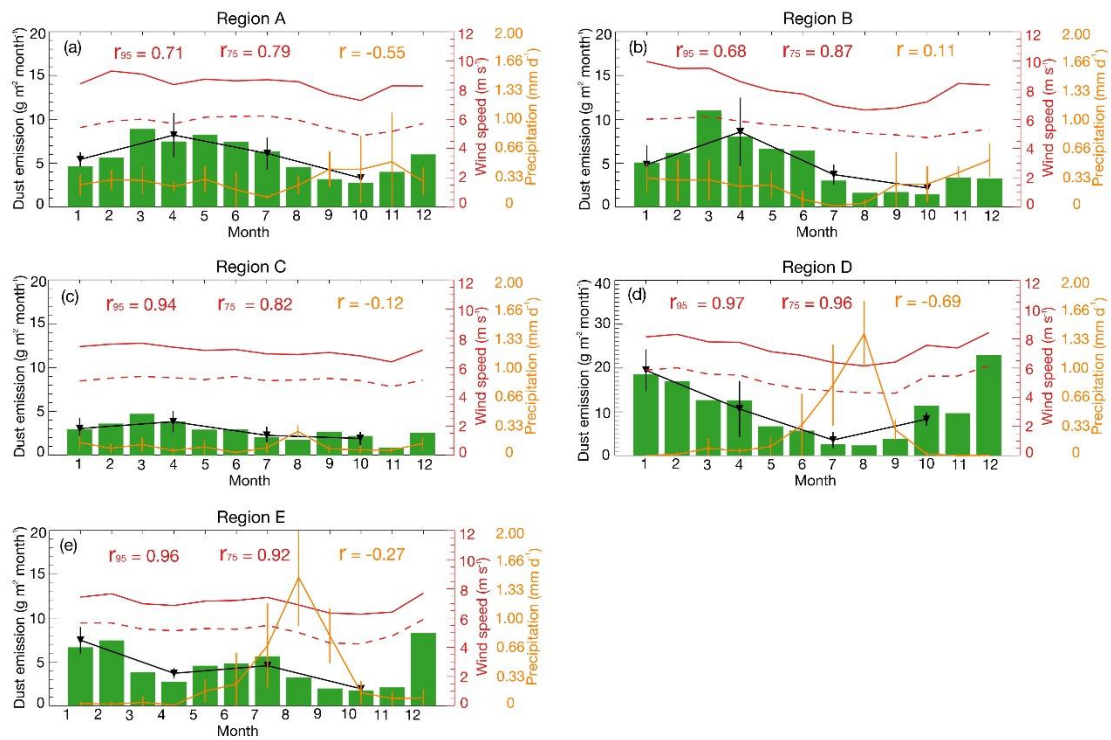 Region A
(a) r95 = 0.71 r75 = 0.79 r = -0.55
Dust emission (g m-2 month-1)
20
15
10
5
0
12
10
8
6
4
2
0
Wind speed (m s-1)
2.00
1.66
1.33
1.00
0.66
0.33
0
Precipitation (mm d-1)
1 2 3 4 5 6 7 8 9 10 11 12
Month
Region B
(b) r95 = 0.68 r75 = 0.87 r = 0.11
Dust emission (g m-2 month-1)
20
15
10
5
0
12
10
8
6
4
2
0
Wind speed (m s-1)
2.00
1.66
1.33
1.00
0.66
0.33
0
Precipitation (mm d-1)
1 2 3 4 5 6 7 8 9 10 11 12
Month
Region C
(c) r95 = 0.94 r75 = 0.82 r = -0.12
Dust emission (g m-2 month-1)
20
15
10
5
0
12
10
8
6
4
2
0
Wind speed (m s-1)
2.00
1.66
1.33
1.00
0.66
0.33
0
Precipitation (mm d-1)
1 2 3 4 5 6 7 8 9 10 11 12
Month
Region D
(d) r95 = 0.97 r75 = 0.96 r = -0.69
Dust emission (g m-2 month-1)
40
30
20
10
0
12
10
8
6
4
2
0
Wind speed (m s-1)
2.00
1.66
1.33
1.00
0.66
0.33
0
Precipitation (mm d-1)
1 2 3 4 5 6 7 8 9 10 11 12
Month
Region E
(e) r95 = 0.96 r75 = 0.92 r = -0.27
Dust emission (g m-2 month-1)
20
15
10
5
0
12
10
8
6
4
2
0
Wind speed (m s-1)
2.00
1.66
1.33
1.00
0.66
0.33
0
Precipitation (mm d-1)
1 2 3 4 5 6 7 8 9 10 11 12
Month